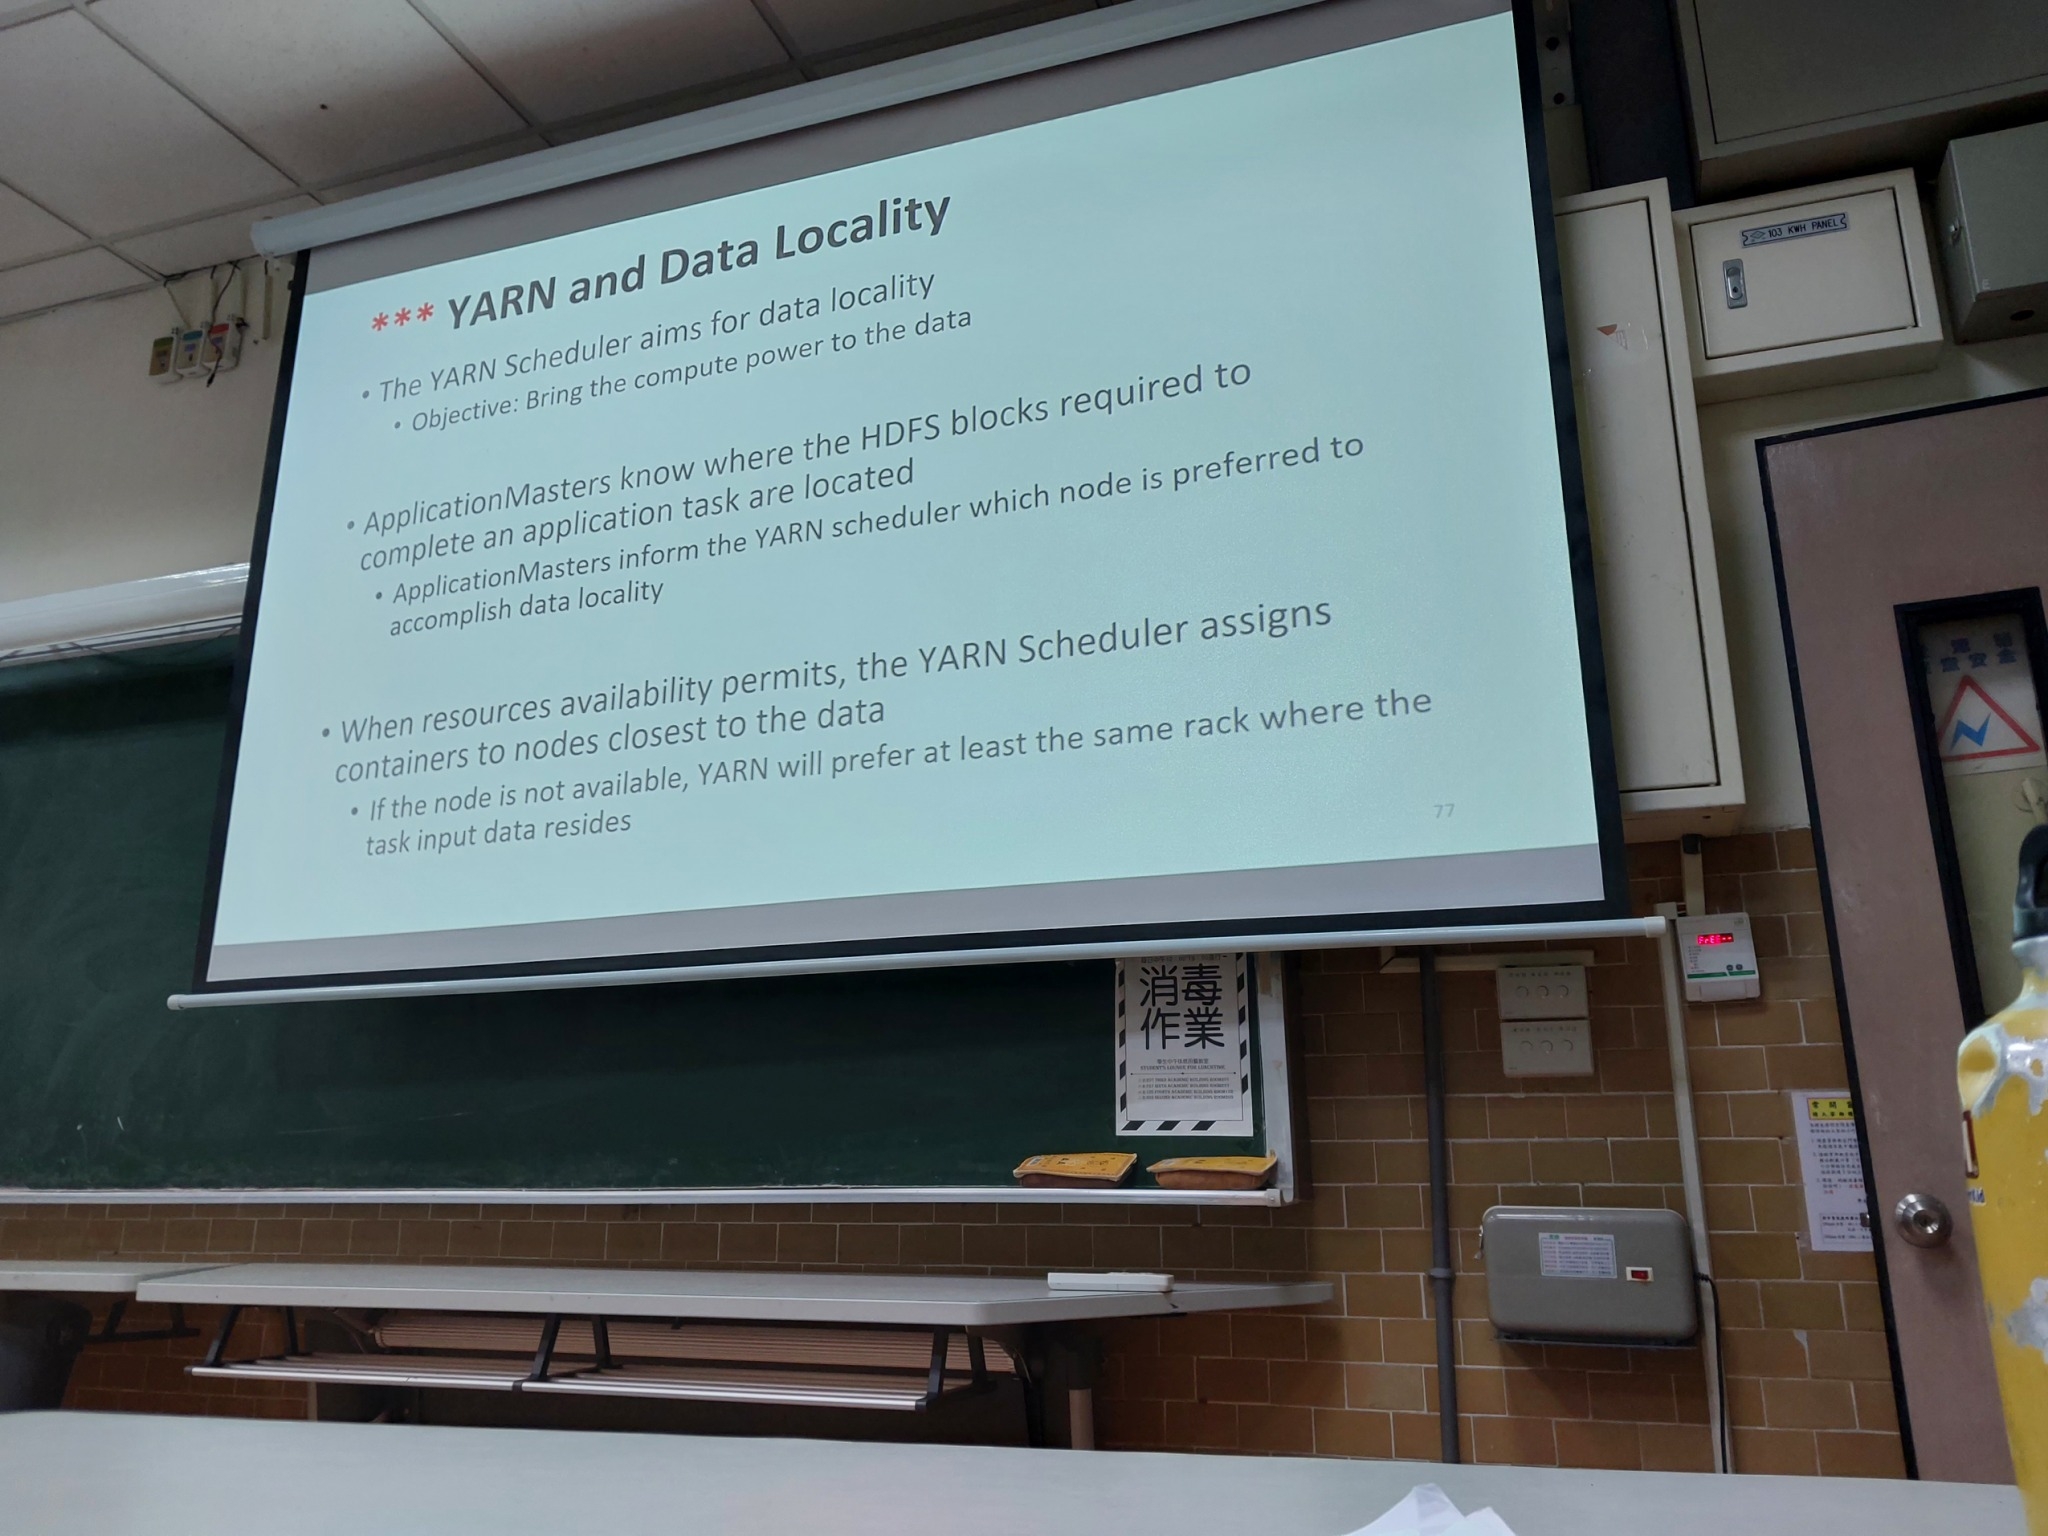 *** YARN and Data Locality
• The YARN Scheduler aims for data locality
• Objective: Bring the compute power to the data
• ApplicationMasters know where the HDFS blocks required to
complete an application task are located
• ApplicationMasters inform the YARN scheduler which node is preferred to
accomplish data locality
• When resources availability permits, the YARN Scheduler assigns
containers to nodes closest to the data
• If the node is not available, YARN will prefer at least the same rack where the
task input data resides
77
103 KWH PANEL
消毒
作業
STUDENT'S LOUNGE FOR LUNCHTIME